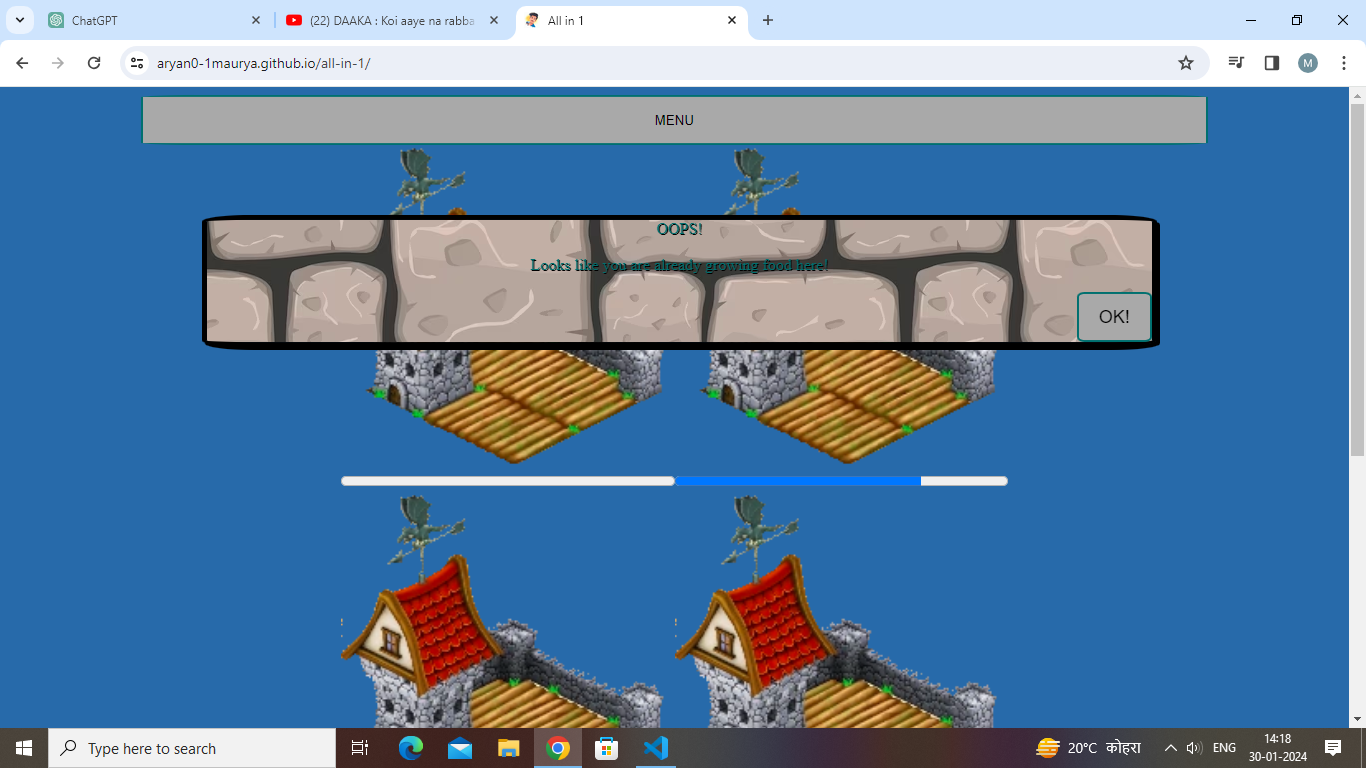 ChatGPT
(22) DAAKA : Koi aaye na rabba
All in 1
aryan0-1maurya.github.io/all-in-1/
M
MENU
OOPS!
Looks like you are already growing food here!
OK!
Type here to search
20°C कोहरा
ENG
14:18
30-01-2024